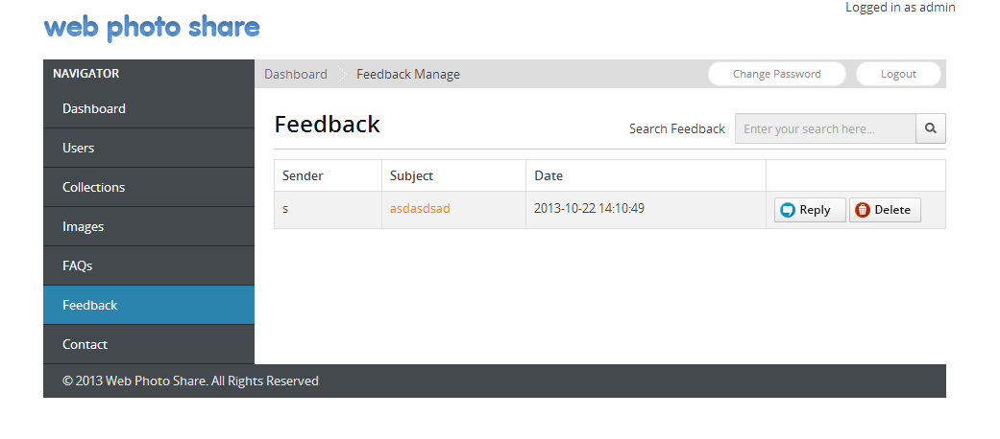 Logged in as admin
web photo share
NAVIGATOR
Dashboard
Users
Collections
Images
FAQs
Feedback
Contact
Dashboard Feedback Manage Change Password Logout
Feedback
Search Feedback Enter your search here...
Sender Subject Date
s asdasdsad 2013-10-22 14:10:49 Reply Delete
© 2013 Web Photo Share. All Rights Reserved